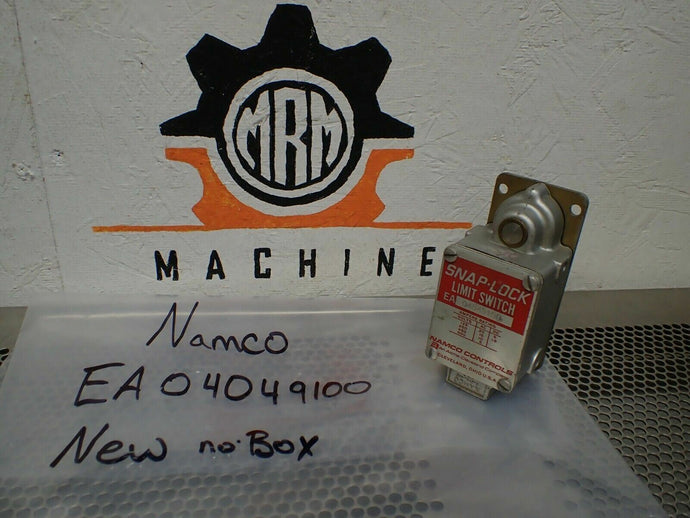 MRM
MACHINE
Namco
EA04049100
New no Box
SNAP-LOCK
LIMIT SWITCH
EA
NAMCO CONTROLS
CLEVELAND, OHIO U.S.A.